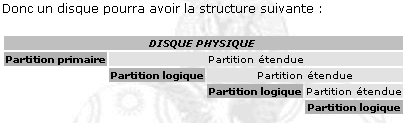 Donc un disque pourra avoir la structure suivante :
DISQUE PHYSIQUE
Partition primaire Partition étendue
Partition logique Partition étendue
Partition logique Partition étendue
Partition logique